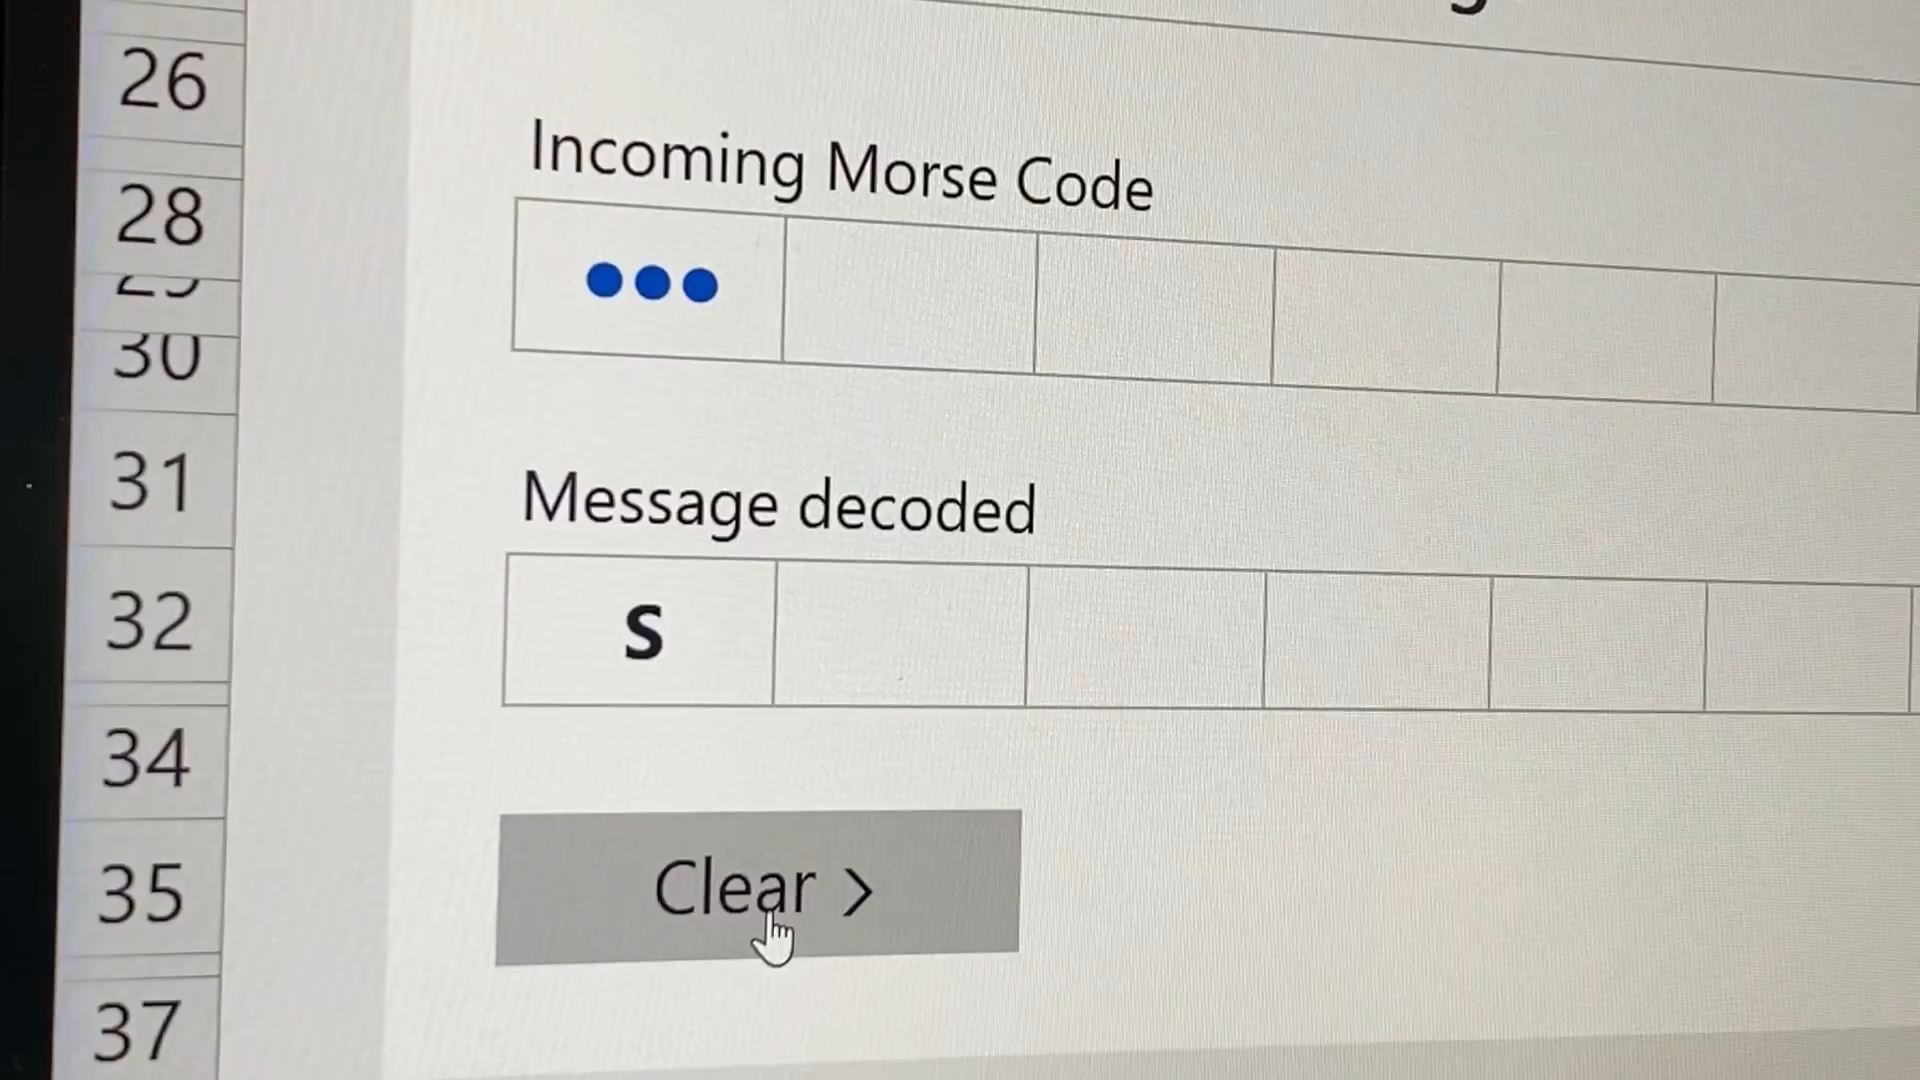 26
Incoming Morse Code
28
●●●
30
31
Message decoded
32
S
34
Clear >
35
37